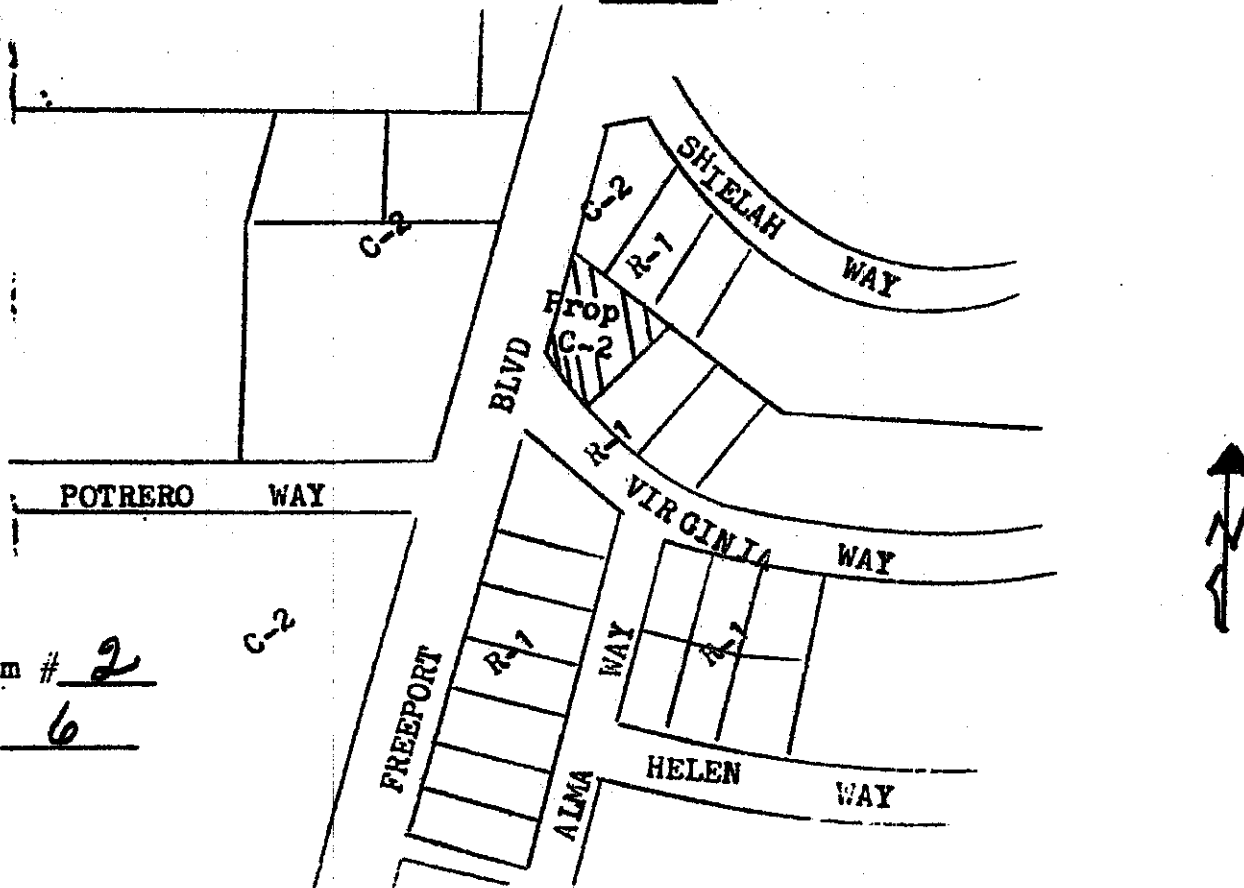 SHIELAH WAY
C-2
R-1
C-2
Prop
C-2
BLVD
R-1
POTRERO WAY
VIRGINIA WAY
C-2
m # 2
6
R-1
WAY
R-1
FREEPORT
HELEN WAY
ALMA
N